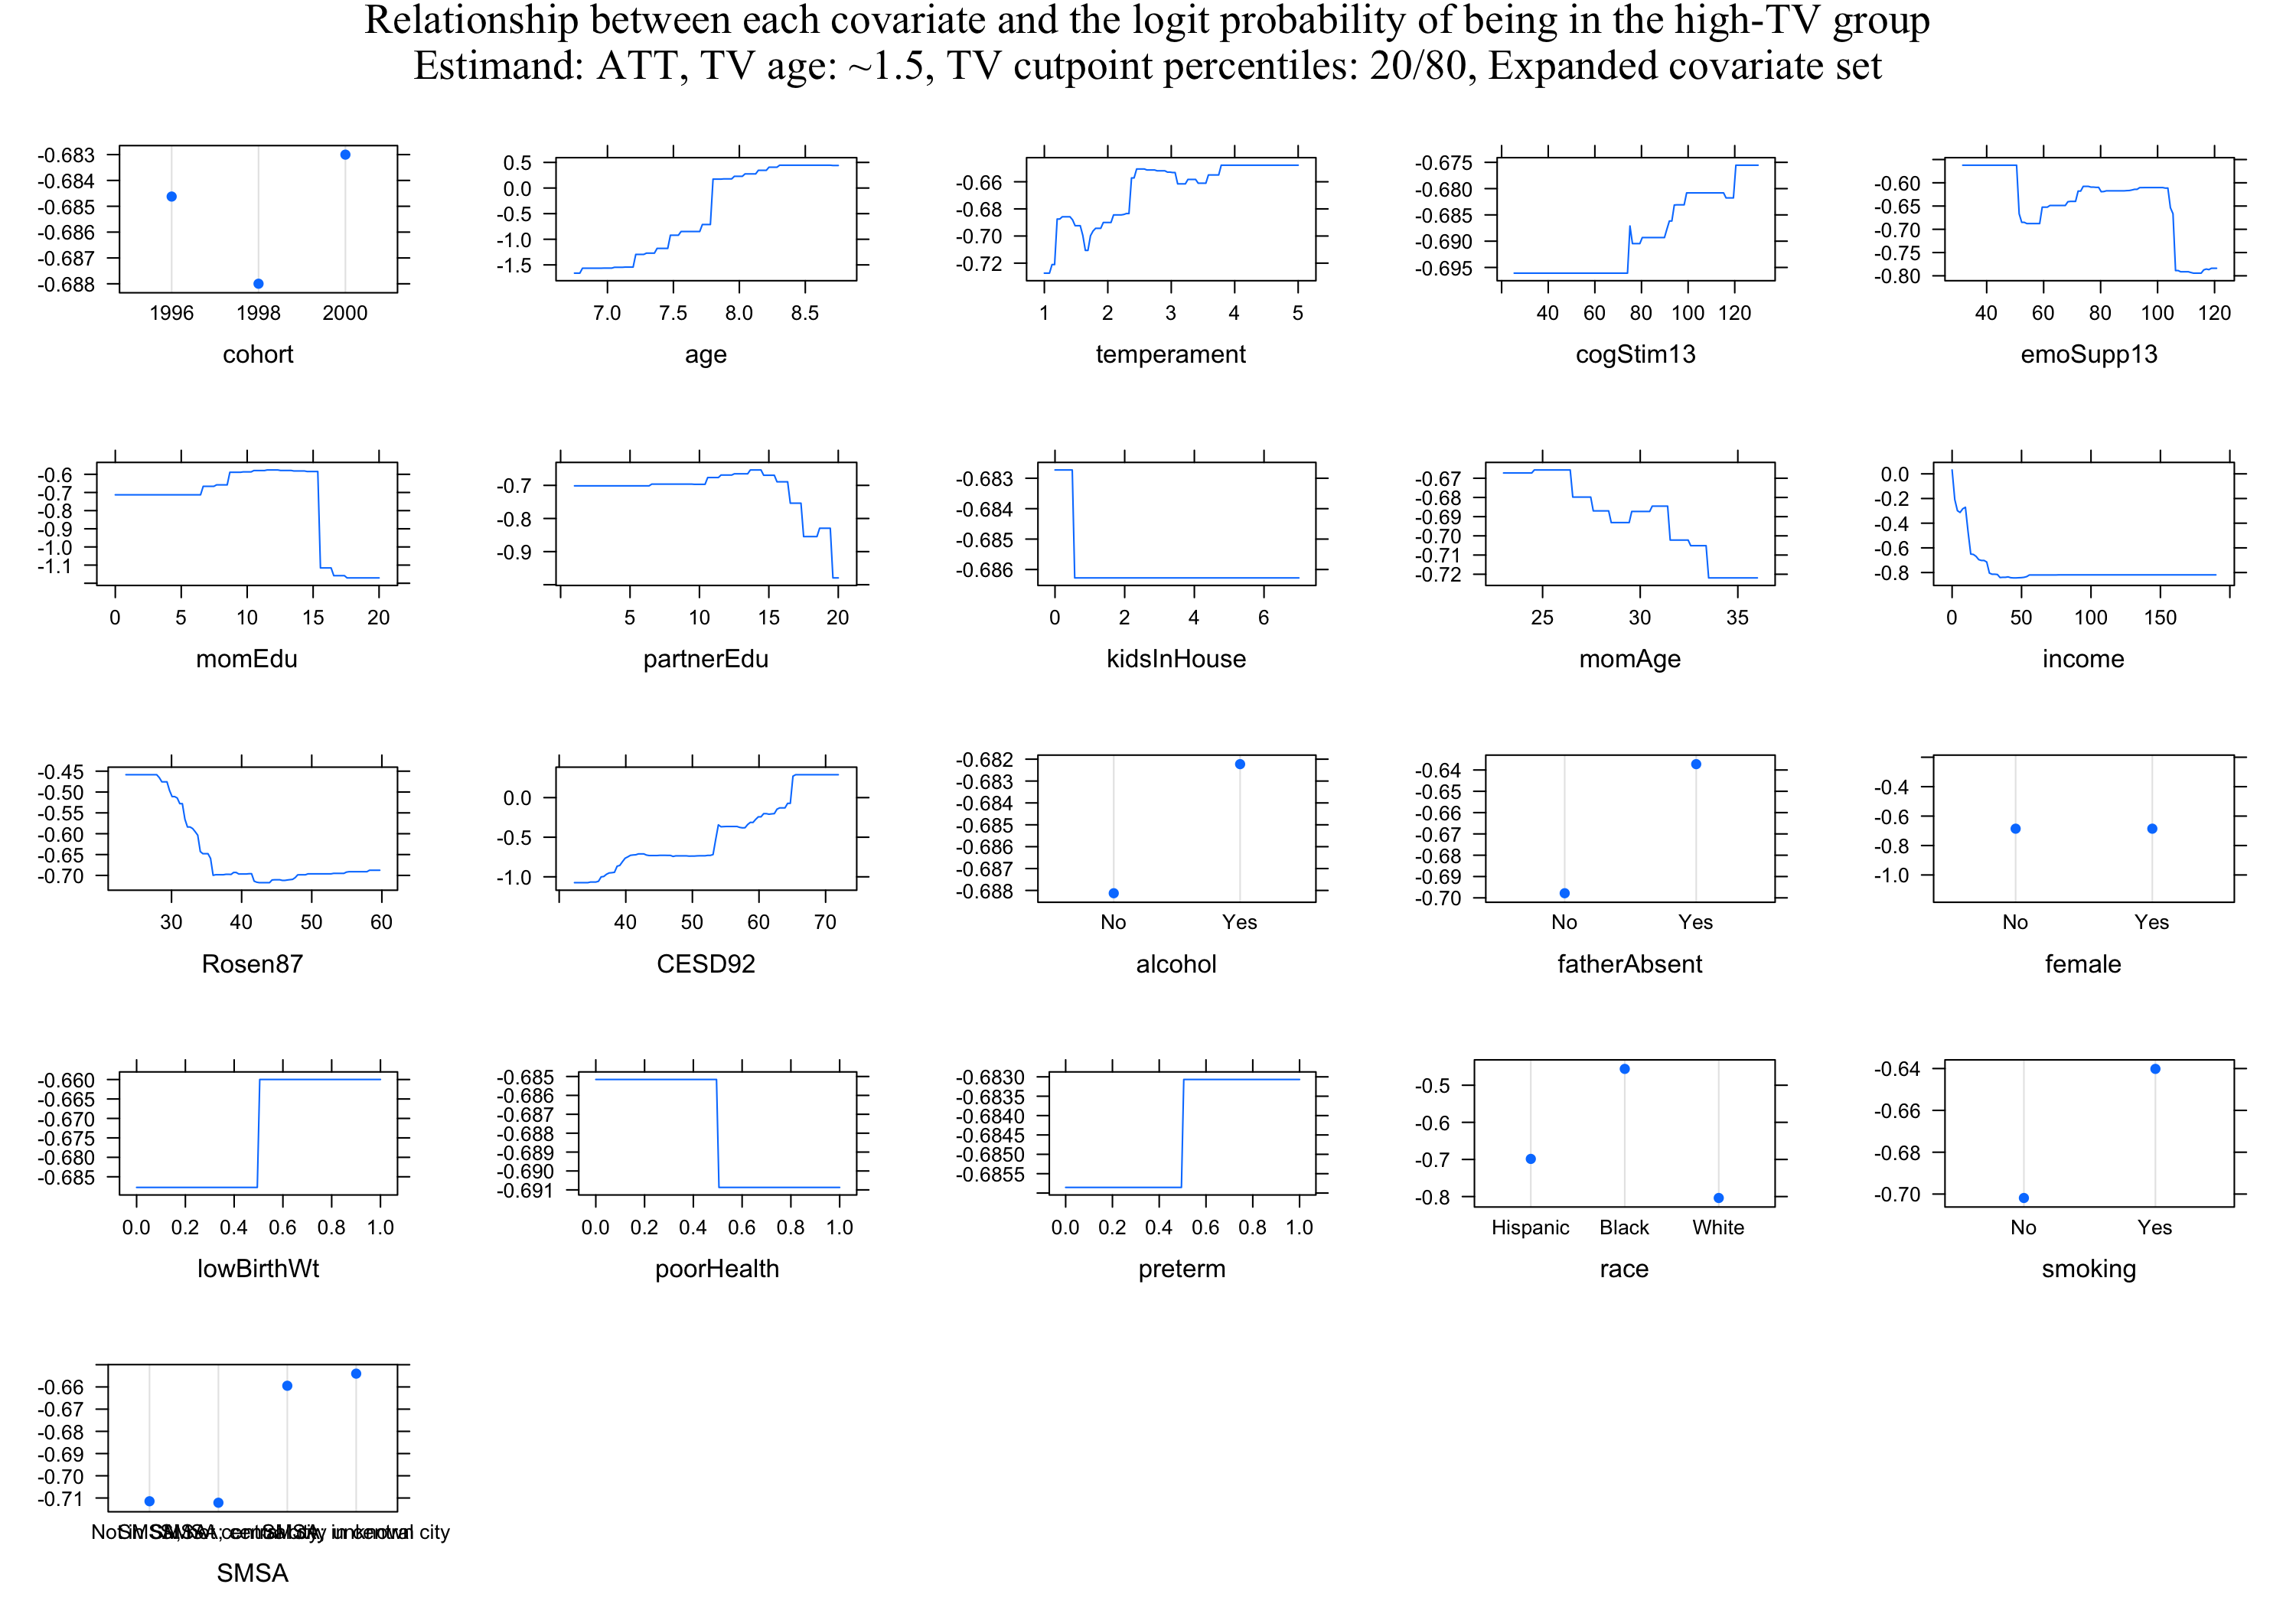 Relationship between each covariate and the logit probability of being in the high-TV group
Estimand: ATT, TV age: ~1.5, TV cutpoint percentiles: 20/80, Expanded covariate set
-0.683
-0.684
-0.685
-0.686
-0.687
-0.688
1996 1998 2000
cohort
0.5
0.0
-0.5
-1.0
-1.5
7.0 7.5 8.0 8.5
age
-0.66
-0.68
-0.70
-0.72
1 2 3 4 5
temperament
-0.675
-0.680
-0.685
-0.690
-0.695
40 60 80 100 120
cogStim13
-0.60
-0.65
-0.70
-0.75
-0.80
40 60 80 100 120
emoSupp13
-0.6
-0.7
-0.8
-0.9
-1.0
-1.1
0 5 10 15 20
momEdu
-0.7
-0.8
-0.9
5 10 15 20
partnerEdu
-0.683
-0.684
-0.685
-0.686
0 2 4 6
kidsInHouse
-0.67
-0.68
-0.69
-0.70
-0.71
-0.72
25 30 35
momAge
0.0
-0.2
-0.4
-0.6
-0.8
0 50 100 150
income
-0.45
-0.50
-0.55
-0.60
-0.65
-0.70
30 40 50 60
Rosen87
0.0
-0.5
-1.0
40 50 60 70
CESD92
-0.682
-0.683
-0.684
-0.685
-0.686
-0.687
-0.688
No Yes
alcohol
-0.64
-0.65
-0.66
-0.67
-0.68
-0.69
-0.70
No Yes
fatherAbsent
-0.4
-0.6
-0.8
-1.0
No Yes
female
-0.660
-0.665
-0.670
-0.675
-0.680
-0.685
0.0 0.2 0.4 0.6 0.8 1.0
lowBirthWt
-0.685
-0.686
-0.687
-0.688
-0.689
-0.690
-0.691
0.0 0.2 0.4 0.6 0.8 1.0
poorHealth
-0.6830
-0.6835
-0.6840
-0.6845
-0.6850
-0.6855
0.0 0.2 0.4 0.6 0.8 1.0
preterm
-0.5
-0.6
-0.7
-0.8
Hispanic Black White
race
-0.64
-0.66
-0.68
-0.70
No Yes
smoking
-0.66
-0.67
-0.68
-0.69
-0.70
-0.71
city
SMSA